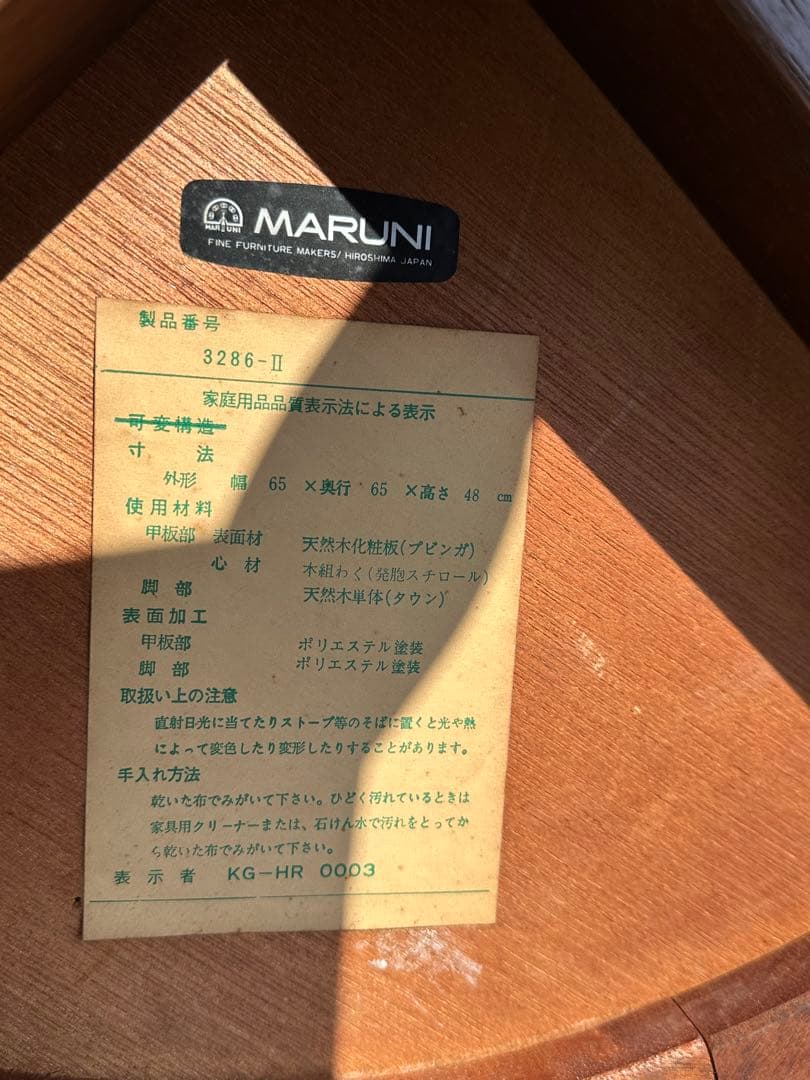 MARUNI
MARUNI
FINE FURNITURE MAKERS/ HIROSHIMA JAPAN
製品番号
3286-Ⅱ
家庭用品品質表示法による表示
可変構造
寸 法
外形 幅 65 ×奥行 65 ×高さ 48 cm
使用材料
甲板部 表面材 天然木化粧板(ブビンガ)
心 材 木組わく(発胞スチロール)
脚 部 天然木単体(タウン)
表面加工
甲板部 ポリエステル塗装
脚 部 ポリエステル塗装
取扱い上の注意
直射日光に当てたりストーブ等のそばに置くと光や熱
によって変色したり変形したりすることがあります。
手入れ方法
乾いた布でみがいて下さい。ひどく汚れているときは
家具用クリーナーまたは、石けん水で汚れをとってか
ら乾いた布でみがいて下さい。
表 示 者 KG-HR 0003